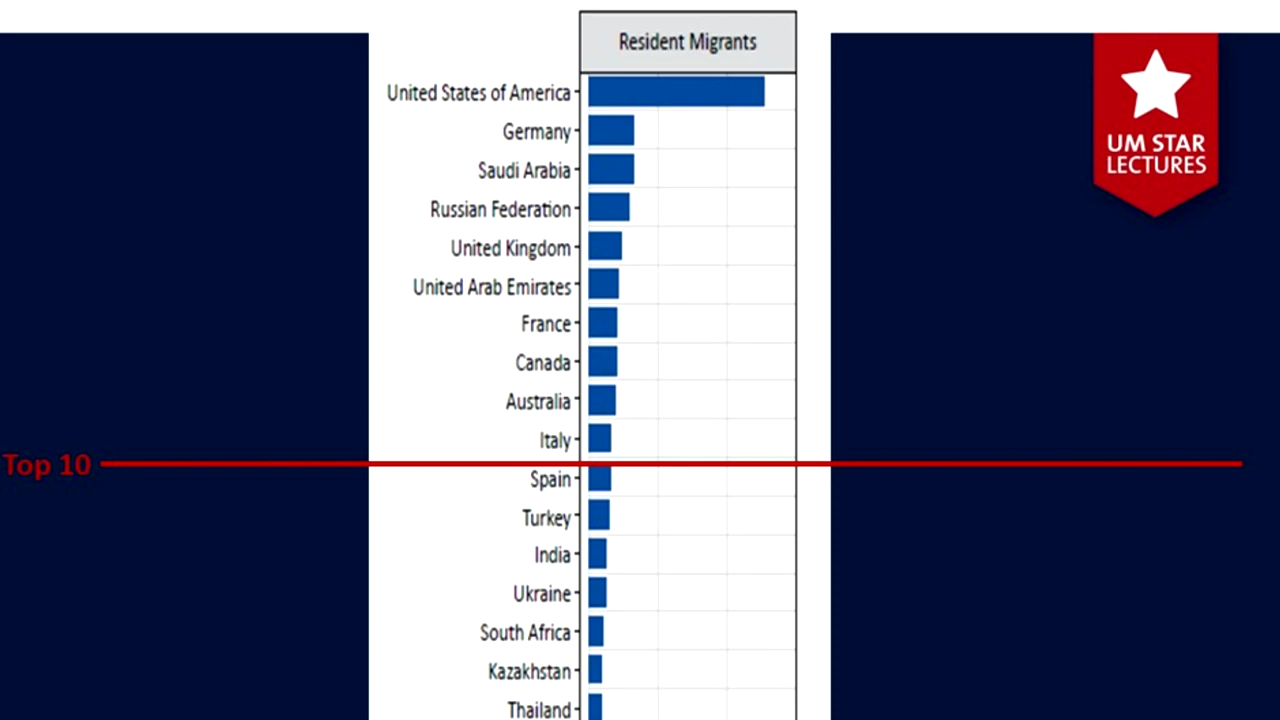 Resident Migrants
United States of America
Germany
Saudi Arabia
Russian Federation
United Kingdom
United Arab Emirates
France
Canada
Australia
Italy
Top 10
Spain
Turkey
India
Ukraine
South Africa
Kazakhstan
Thailand
UM STAR
LECTURES